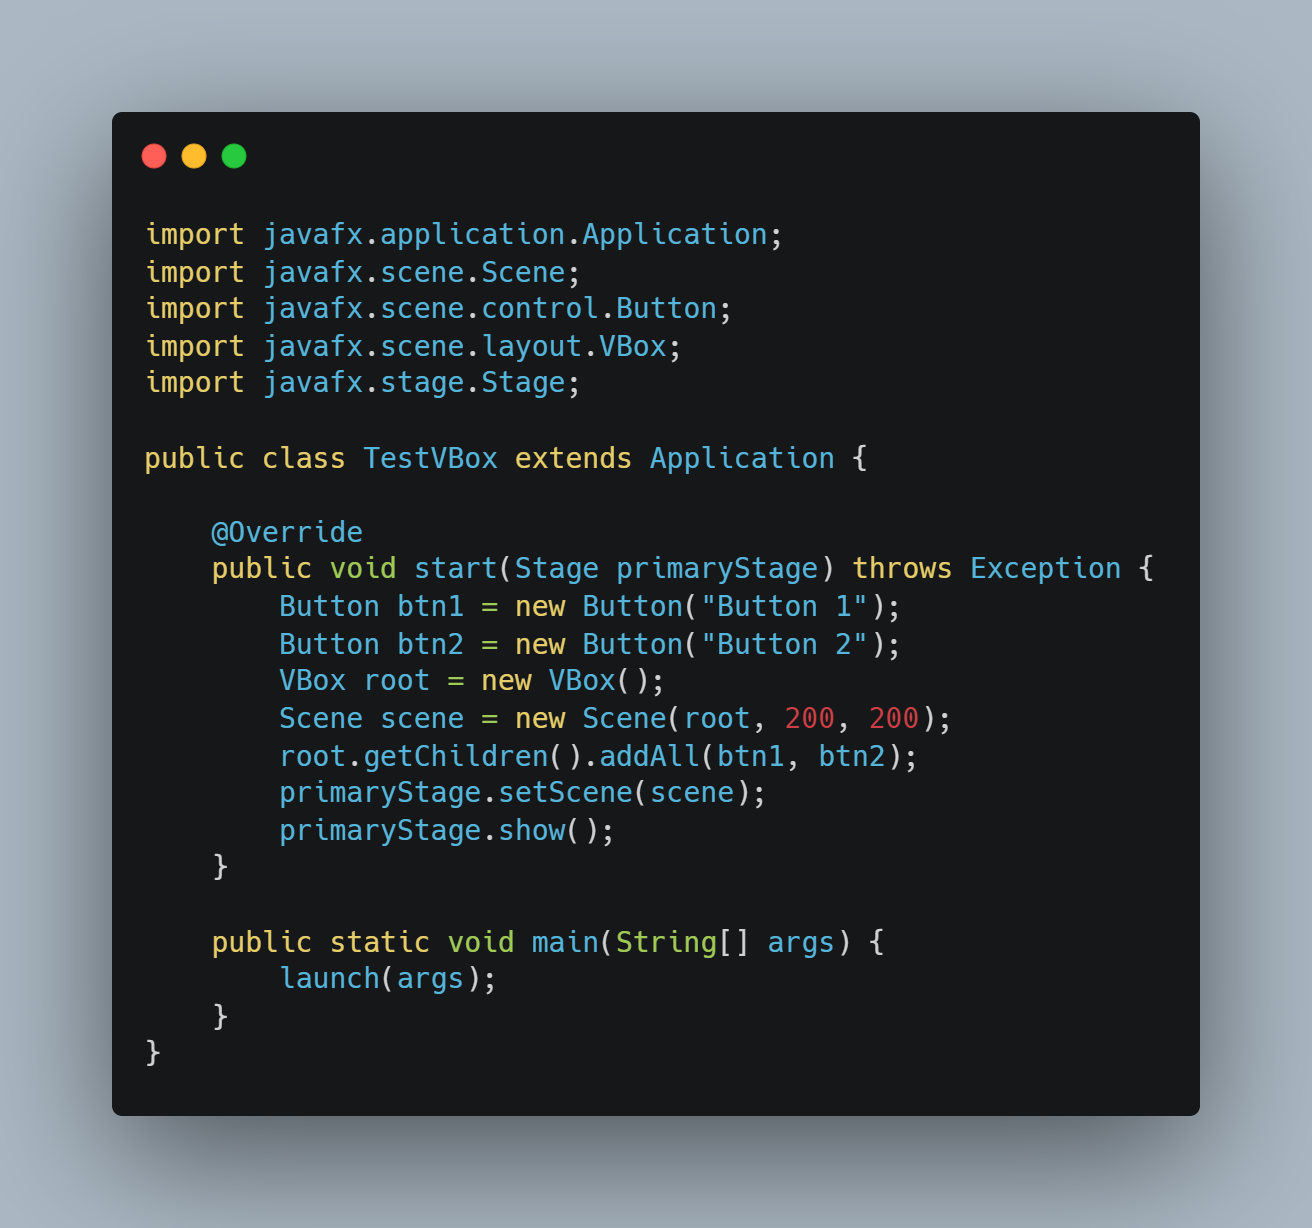 import javafx.application.Application;
import javafx.scene.Scene;
import javafx.scene.control.Button;
import javafx.scene.layout.VBox;
import javafx.stage.Stage;

public class TestVBox extends Application {

    @Override
    public void start(Stage primaryStage) throws Exception {
        Button btn1 = new Button("Button 1");
        Button btn2 = new Button("Button 2");
        VBox root = new VBox();
        Scene scene = new Scene(root, 200, 200);
        root.getChildren().addAll(btn1, btn2);
        primaryStage.setScene(scene);
        primaryStage.show();
    }

    public static void main(String[] args) {
        launch(args);
    }
}